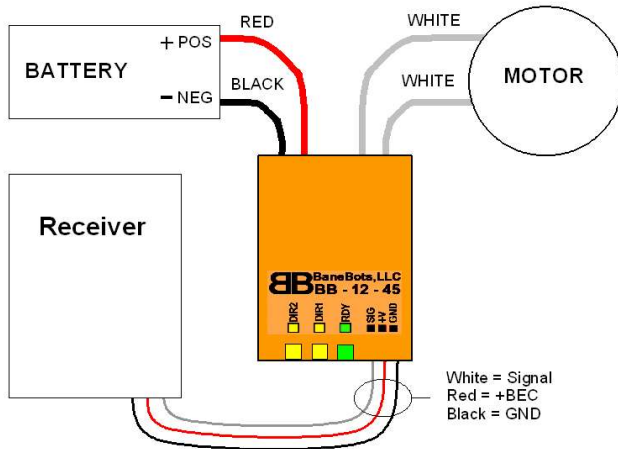 RED
WHITE
+ POS
BATTERY
WHITE
MOTOR
BLACK
- NEG
Receiver
BB BaneBots, LLC
BB - 12 - 45
DIR2 DIR1 RDY SIG +V GND
White = Signal
Red = +BEC
Black = GND